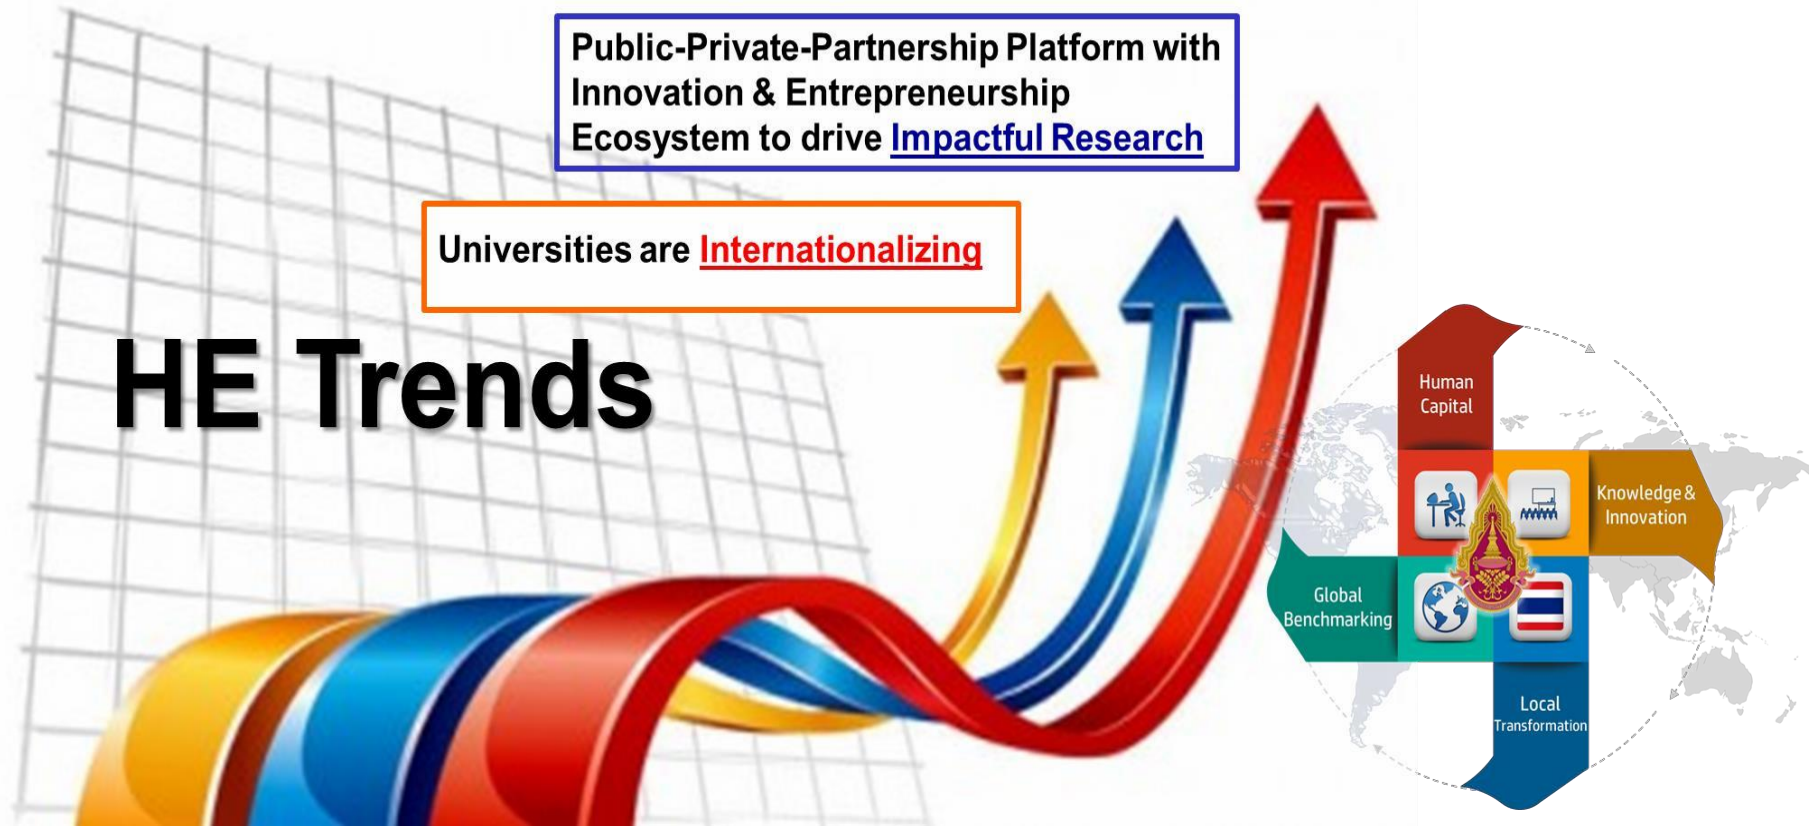 Public-Private-Partnership Platform with
Innovation & Entrepreneurship
Ecosystem to drive Impactful Research
Universities are Internationalizing
HE Trends
Human
Capital
Knowledge &
Innovation
Global
Benchmarking
Local
Transformation